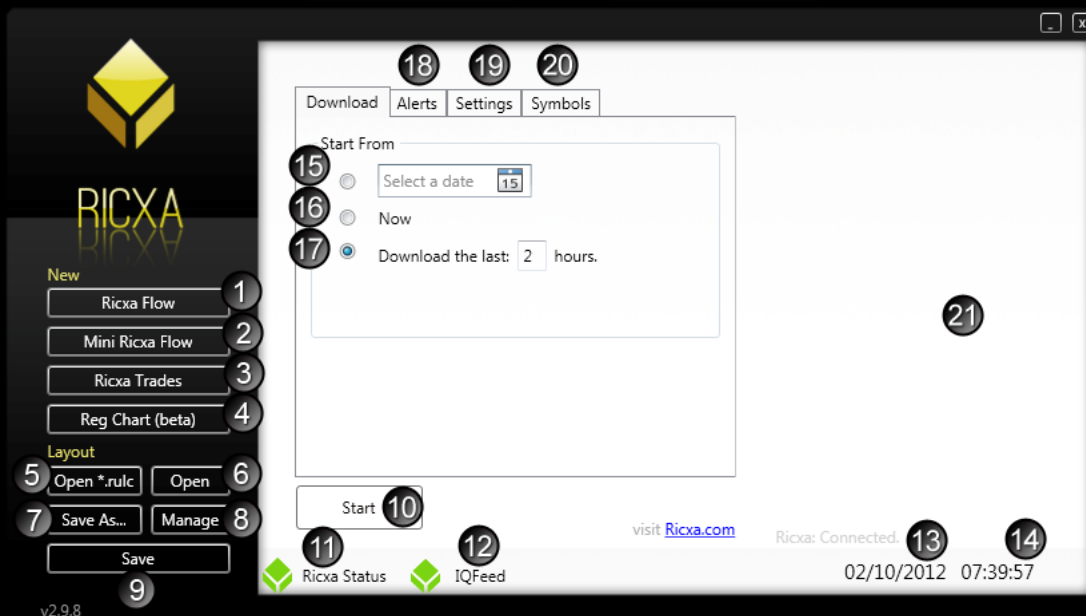 RICXA
New
Ricxa Flow 1
Mini Ricxa Flow 2
Ricxa Trades 3
Reg Chart (beta) 4
Layout
5 Open *.rulc Open 6
7 Save As... Manage 8
Save
9
v2.9.8
18 19 20
Download Alerts Settings Symbols
Start From
15 Select a date 15
16 Now
17 Download the last: 2 hours.
21
Start 10
visit Ricxa.com
Ricxa: Connected.
11 12 13 14
Ricxa Status IQFeed 02/10/2012 07:39:57
_ x